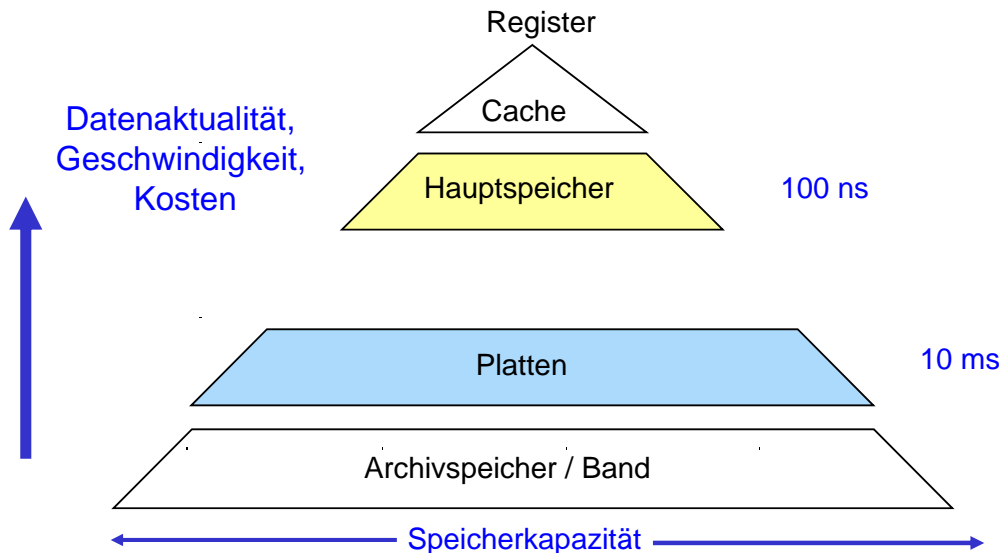 Register
Cache
Datenaktualität,
Geschwindigkeit,
Kosten
Hauptspeicher
100 ns
Platten
10 ms
Archivspeicher / Band
Speicherkapazität